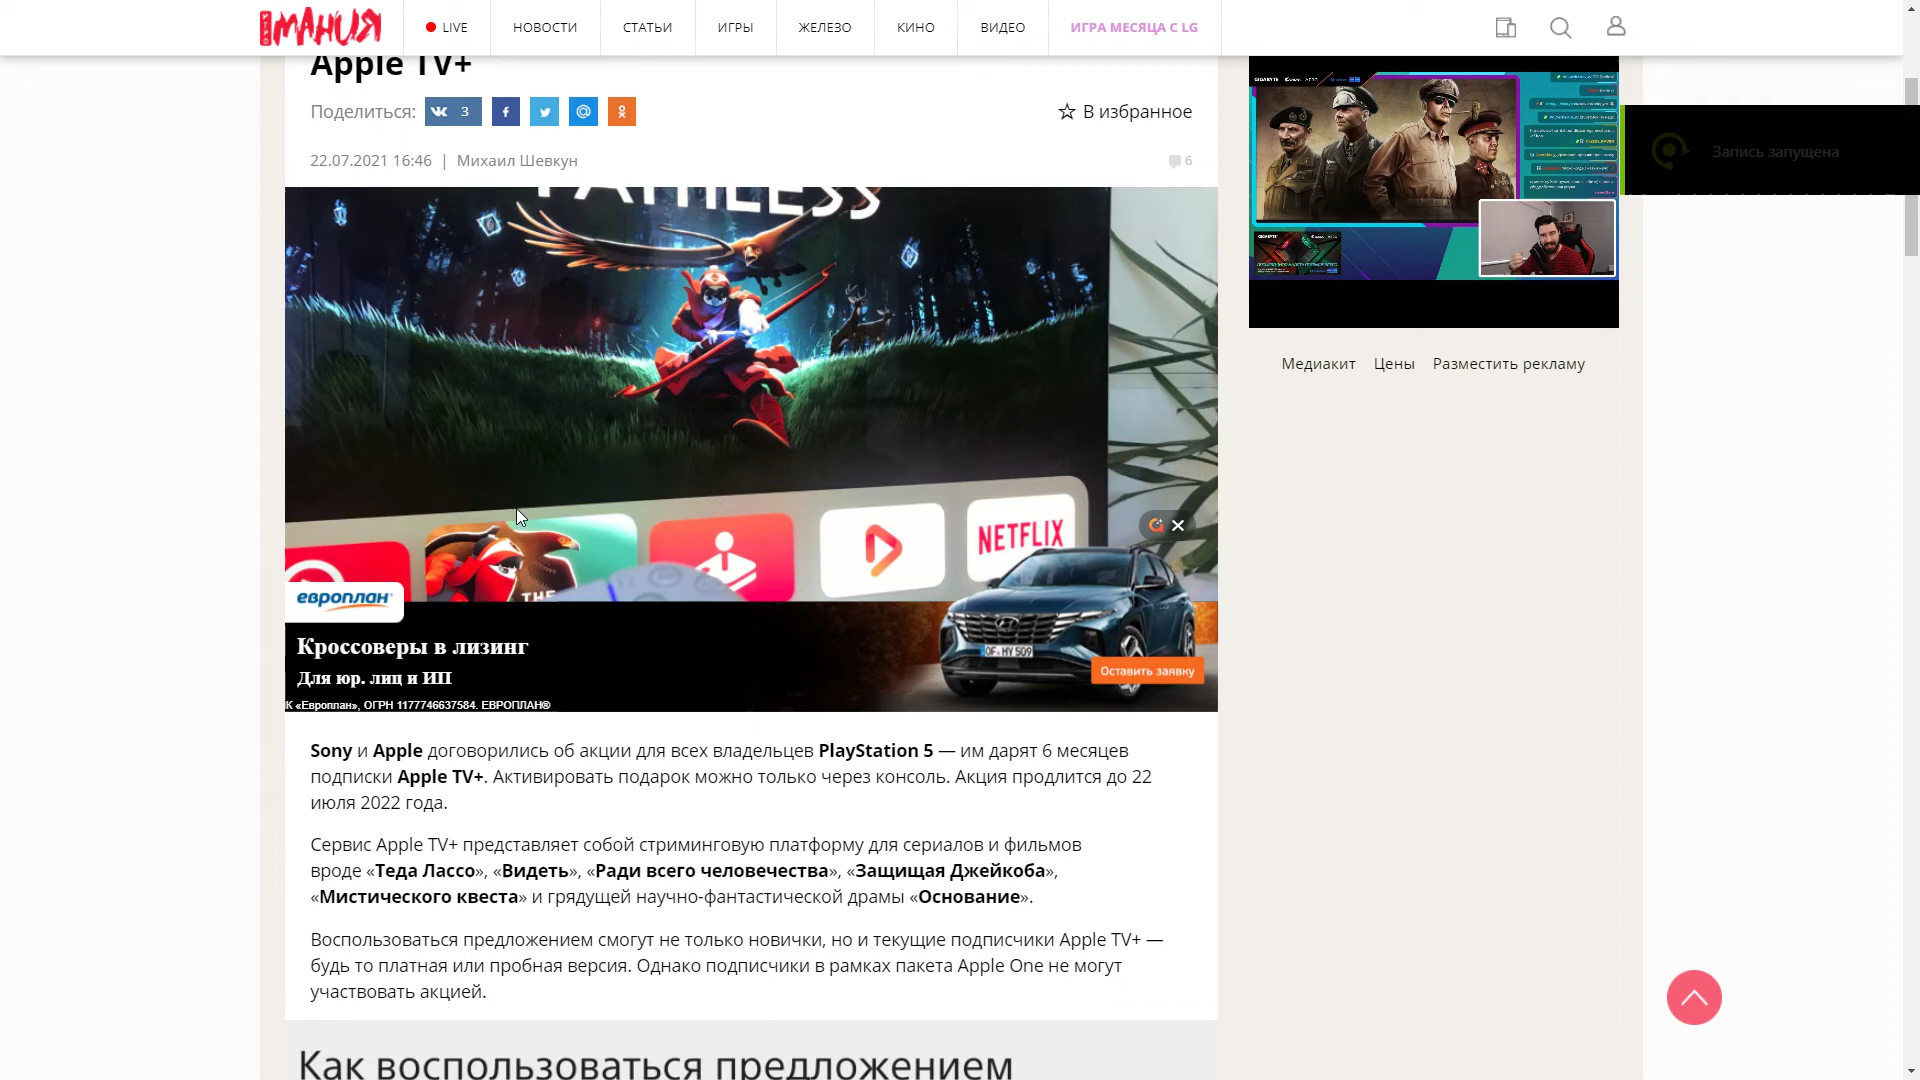 МАНИЯ
LIVE
НОВОСТИ
СТАТЬИ
ИГРЫ
ЖЕЛЕЗО
КИНО
ВИДЕО
ИГРА МЕСЯЦА С LG
Apple TV+
Поделиться:
3
В избранное
22.07.2021 16:46 | Михаил Шевкун
6
Запись запущена
PATHLESS
NETFLIX
THE
европлан
Кроссоверы в лизинг
Для юр. лиц и ИП
К «Европлан», ОГРН 1177746637584. ЕВРОПЛАН®
Оставить заявку
Медиакит
Цены
Разместить рекламу
Sony и Apple договорились об акции для всех владельцев PlayStation 5 — им дарят 6 месяцев
подписки Apple TV+. Активировать подарок можно только через консоль. Акция продлится до 22
июля 2022 года.
Сервис Apple TV+ представляет собой стриминговую платформу для сериалов и фильмов
вроде «Теда Лассо», «Видеть», «Ради всего человечества», «Защищая Джейкоба»,
«Мистического квеста» и грядущей научно-фантастической драмы «Основание».
Воспользоваться предложением смогут не только новички, но и текущие подписчики Apple TV+ —
будь то платная или пробная версия. Однако подписчики в рамках пакета Apple One не могут
участвовать акцией.
Как воспользоваться предложением